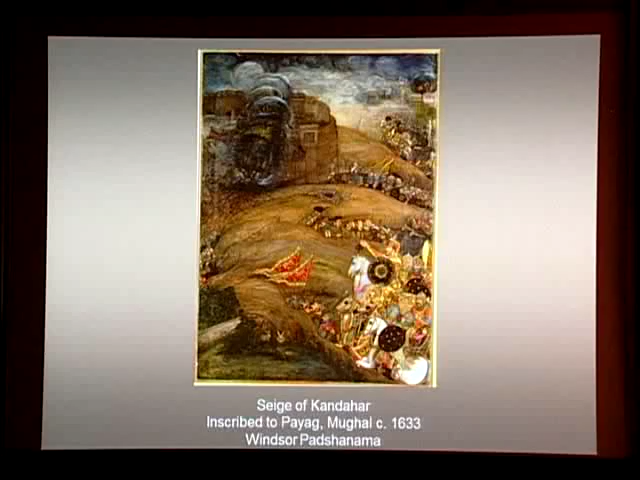 Seige of Kandahar
Inscribed to Payag, Mughal c. 1633
Windsor Padshanama